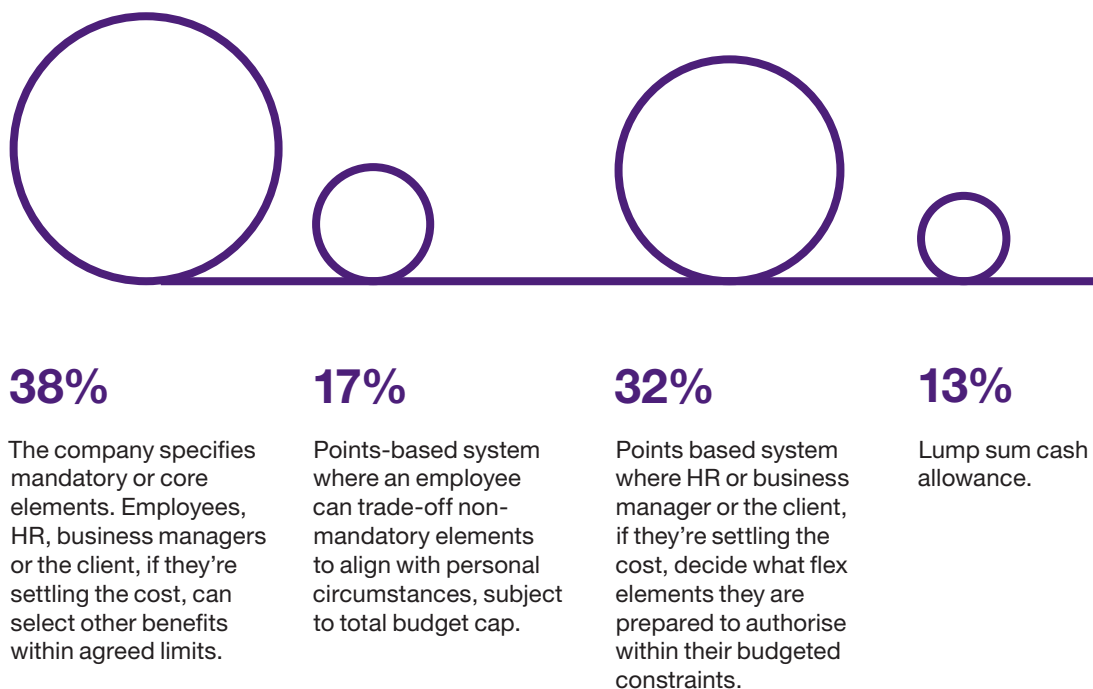 38%
The company specifies
mandatory or core
elements. Employees,
HR, business managers
or the client, if they’re
settling the cost, can
select other benefits
within agreed limits.
17%
Points-based system
where an employee
can trade-off non-
mandatory elements
to align with personal
circumstances, subject
to total budget cap.
32%
Points based system
where HR or business
manager or the client,
if they’re settling the
cost, decide what flex
elements they are
prepared to authorise
within their budgeted
constraints.
13%
Lump sum cash
allowance.